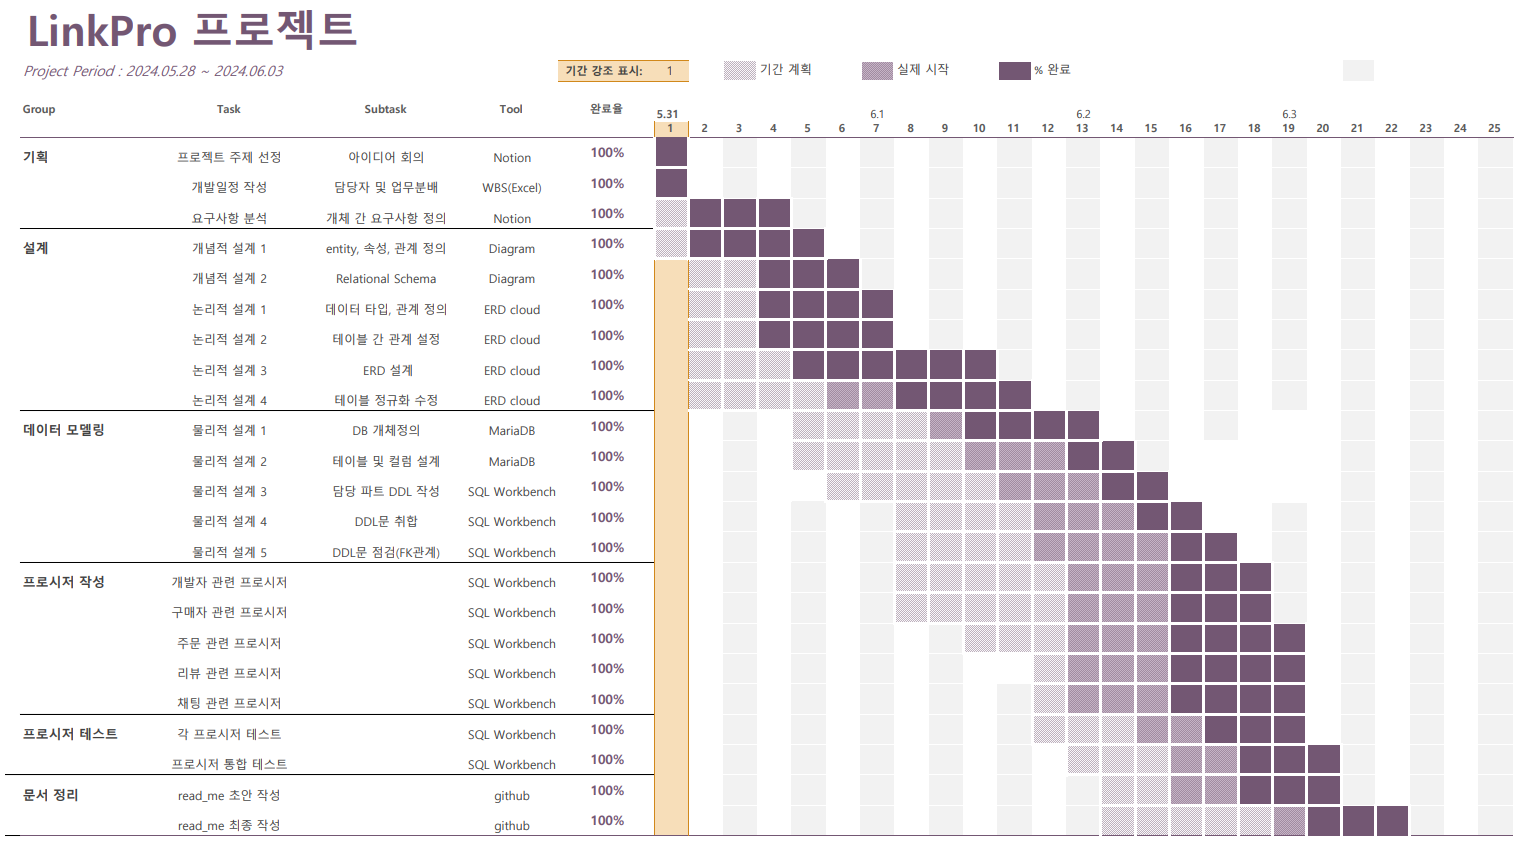 LinkPro 프로젝트
Project Period : 2024.05.28 ~ 2024.06.03
기간 강조 표시: 1 기간 계획 실제 시작 % 완료
Group Task Subtask Tool 완료율
5.31 6.1 6.2 6.3
1 2 3 4 5 6 7 8 9 10 11 12 13 14 15 16 17 18 19 20 21 22 23 24 25
기획 프로젝트 주제 선정 아이디어 회의 Notion 100%
개발일정 작성 담당자 및 업무분배 WBS(Excel) 100%
요구사항 분석 개체 간 요구사항 정의 Notion 100%
설계 개념적 설계 1 entity, 속성, 관계 정의 Diagram 100%
개념적 설계 2 Relational Schema Diagram 100%
논리적 설계 1 데이터 타입, 관계 정의 ERD cloud 100%
논리적 설계 2 테이블 간 관계 설정 ERD cloud 100%
논리적 설계 3 ERD 설계 ERD cloud 100%
논리적 설계 4 테이블 정규화 수정 ERD cloud 100%
데이터 모델링 물리적 설계 1 DB 개체정의 MariaDB 100%
물리적 설계 2 테이블 및 컬럼 설계 MariaDB 100%
물리적 설계 3 담당 파트 DDL 작성 SQL Workbench 100%
물리적 설계 4 DDL문 취합 SQL Workbench 100%
물리적 설계 5 DDL문 점검(FK관계) SQL Workbench 100%
프로시저 작성 개발자 관련 프로시저 SQL Workbench 100%
구매자 관련 프로시저 SQL Workbench 100%
주문 관련 프로시저 SQL Workbench 100%
리뷰 관련 프로시저 SQL Workbench 100%
채팅 관련 프로시저 SQL Workbench 100%
프로시저 테스트 각 프로시저 테스트 SQL Workbench 100%
프로시저 통합 테스트 SQL Workbench 100%
문서 정리 read_me 초안 작성 github 100%
read_me 최종 작성 github 100%